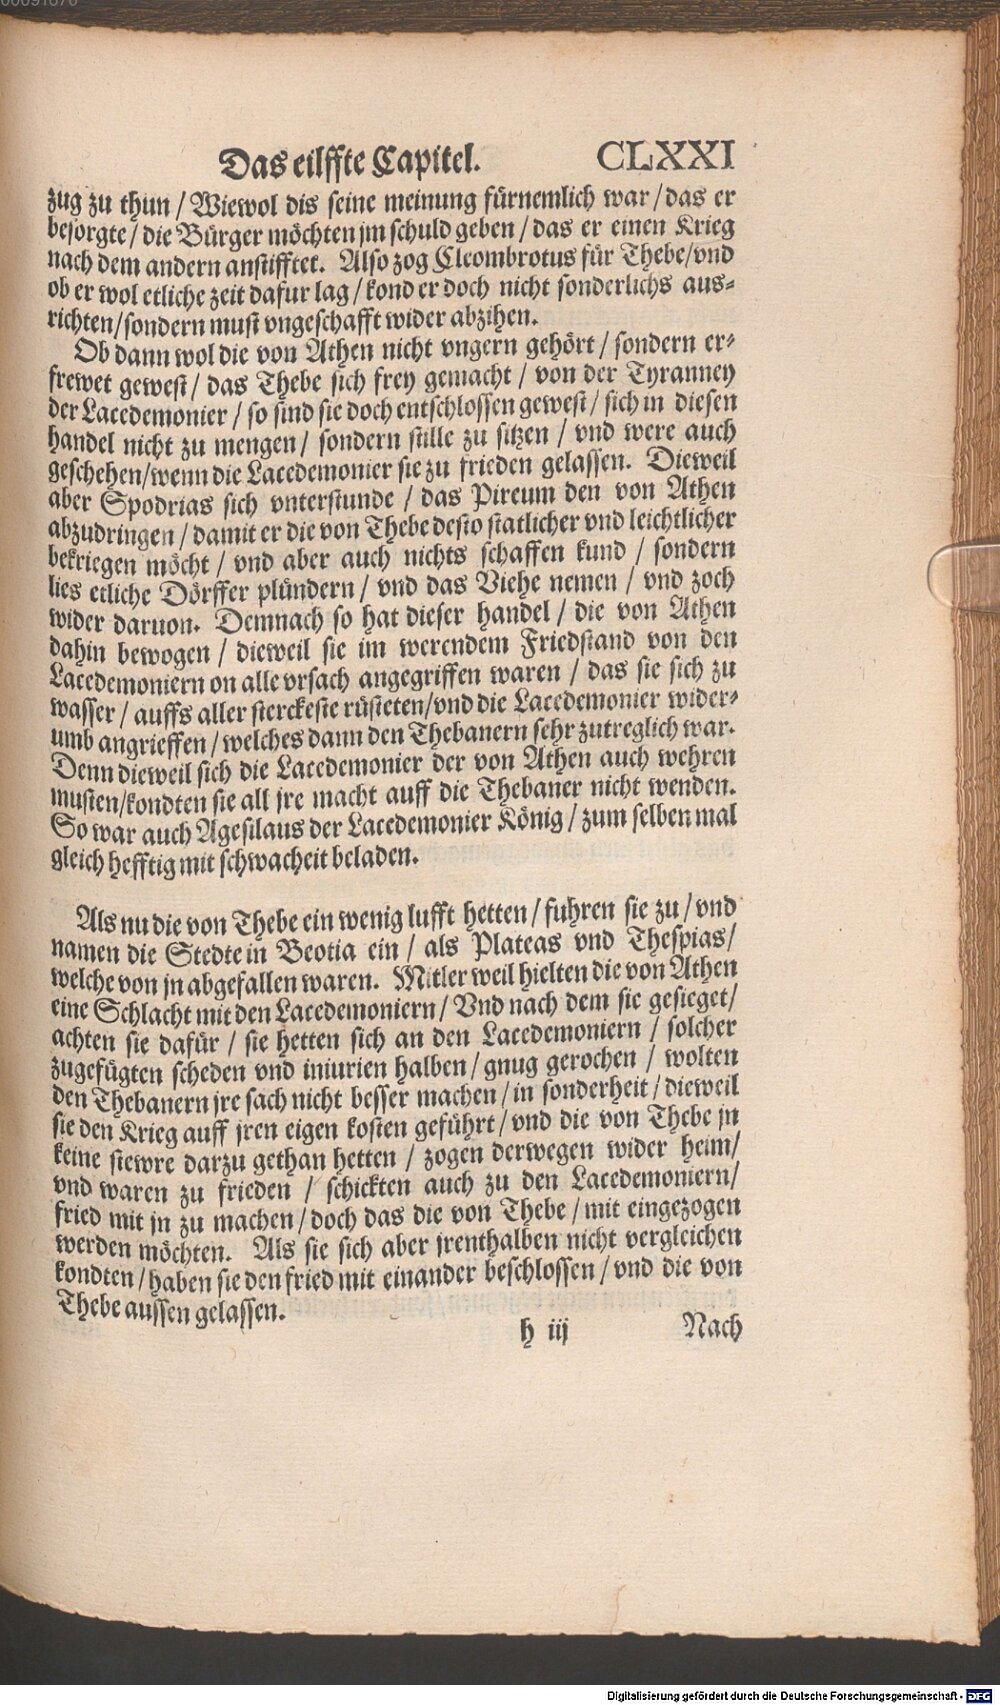 Das eilffte Capitel. CLXXI
zug zu thun / Wiewol dis seine meinung fürnemlich war / das er
besorgte / die Bürger möchten jm schuld geben / das er einen Krieg
nach dem andern anstifftet. Also zog Cleombrotus für Thebe / vnd
ob er wol etliche zeit dafur lag / kond er doch nicht sonderlichs aus-
richten / sondern must vngeschafft wider abzihen.
Ob dann wol die von Athen nicht vngern gehört / sondern er-
frewet gewest / das Thebe sich frey gemacht / von der Tyranney
der Lacedemonier / so sind sie doch entschlossen gewest / sich in diesen
handel nicht zu mengen / sondern stille zu sitzen / vnd were auch
geschehen / wenn die Lacedemonier sie zu frieden gelassen. Dieweil
aber Spodrias sich vnterstunde / das Pireum den von Athen
abzudringen / damit er die von Thebe desto statlicher vnd leichtlicher
bekriegen möcht / vnd aber auch nichts schaffen kund / sondern
lies etliche Dörffer plündern / vnd das Viehe nemen / vnd zoch
wider daruon. Demnach so hat dieser handel / die von Athen
dahin bewogen / dieweil sie im werendem Friedstand von den
Lacedemoniern on alle vrsach angegriffen waren / das sie sich zu
wasser / auffs aller sterckeste rüsteten / vnd die Lacedemonier wider-
umb angrieffen / welches dann den Thebanern sehr zutreglich war.
Denn dieweil sich die Lacedemonier der von Athen auch wehren
musten / kondten sie all jre macht auff die Thebaner nicht wenden.
So war auch Agesilaus der Lacedemonier König / zum selben mal
gleich hefftig mit schwacheit beladen.
Als nu die von Thebe ein wenig lufft hetten / fuhren sie zu / vnd
namen die Stedte in Beotia ein / als Plateas vnd Thespias /
welche von jn abgefallen waren. Mitler weil hielten die von Athen
eine Schlacht mit den Lacedemoniern / Vnd nach dem sie gesieget /
achten sie dafür / sie hetten sich an den Lacedemoniern / solcher
zugefügten scheden vnd iniurien halben / gnug gerochen / wolten
den Thebanern jre sach nicht besser machen / in sonderheit / dieweil
sie den Krieg auff jren eigen kosten geführt / vnd die von Thebe jn
keine stewre darzu gethan hetten / zogen derwegen wider heim /
vnd waren zu frieden / schickten auch zu den Lacedemoniern /
fried mit jn zu machen / doch das die von Thebe / mit eingezogen
werden möchten. Als sie sich aber jrenthalben nicht vergleichen
kondten / haben sie den fried mit einander beschlossen / vnd die von
Thebe aussen gelassen.
h iij Nach
Digitalisierung gefördert durch die Deutsche Forschungsgemeinschaft - DFG